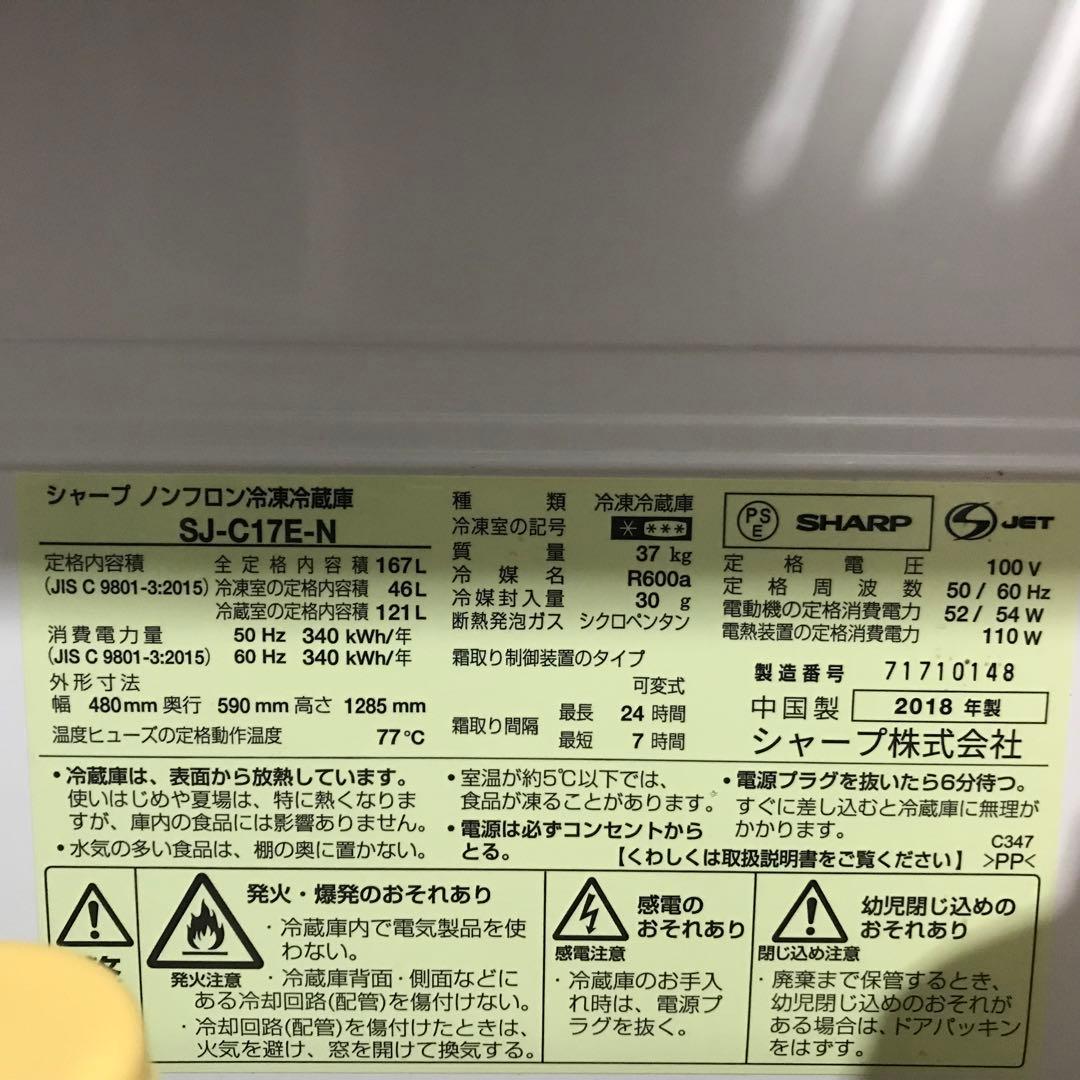 シャープ ノンフロン冷凍冷蔵庫
SJ-C17E-N
定格内容積 全定格内容積 167L
(JIS C 9801-3:2015) 冷凍室の定格内容積 46L
冷蔵室の定格内容積 121L
消費電力量 50 Hz 340 kWh/年
(JIS C 9801-3:2015) 60 Hz 340 kWh/年
外形寸法
幅 480mm 奥行 590 mm 高さ 1285 mm
温度ヒューズの定格動作温度 77℃
種類 冷凍冷蔵庫
冷凍室の記号 * ***
質量 37 kg
冷媒名 R600a
冷媒封入量 30 g
断熱発泡ガス シクロペンタン
霜取り制御装置のタイプ
可変式
霜取り間隔 最長 24 時間
最短 7 時間
PSE SHARP JET
定格電圧 100 V
定格周波数 50 / 60 Hz
電動機の定格消費電力 52 / 54 W
電熱装置の定格消費電力 110 W
製造番号 71710148
中国製 2018 年製
シャープ株式会社
・冷蔵庫は、表面から放熱しています。
使いはじめや夏場は、特に熱くなりま
すが、庫内の食品には影響ありません。
・水気の多い食品は、棚の奥に置かない。
・室温が約5℃以下では、
食品が凍ることがあります。
・電源は必ずコンセントから
とる。
・電源プラグを抜いたら6分待つ。
すぐに差し込むと冷蔵庫に無理が
かかります。
C347
【くわしくは取扱説明書をご覧ください】 >PP<
発火・爆発のおそれあり
発火注意
・冷蔵庫内で電気製品を使
わない。
・冷蔵庫背面・側面などに
ある冷却回路(配管)を傷付けない。
・冷却回路(配管)を傷付けたときは、
火気を避け、窓を開けて換気する。
感電の
おそれあり
感電注意
・冷蔵庫のお手入
れ時は、電源プ
ラグを抜く。
幼児閉じ込めの
おそれあり
閉じ込め注意
・廃棄まで保管するとき、
幼児閉じ込めのおそれが
ある場合は、ドアパッキン
をはずす。